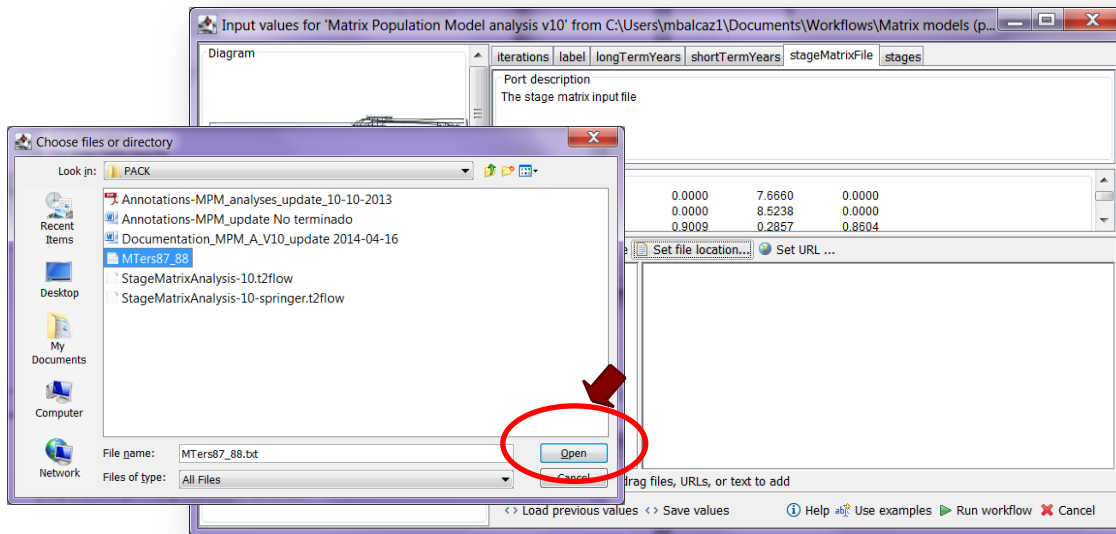 Input values for 'Matrix Population Model analysis v10' from C:\Users\mbalcaz1\Documents\Workflows\Matrix models (p...
Diagram
iterations label longTermYears shortTermYears stageMatrixFile stages
Port description
The stage matrix input file
Choose files or directory
Look in: PACK
Recent Items
Desktop
My Documents
Computer
Network
Annotations-MPM_analyses_update_10-10-2013
Annotations-MPM_update No terminado
Documentation_MPM_A_V10_update 2014-04-16
MTers87_88
StageMatrixAnalysis-10.t2flow
StageMatrixAnalysis-10-springer.t2flow
File name: MTers87_88.txt Open
Files of type: All Files Cancel
0.0000 7.6660 0.0000
0.0000 8.5238 0.0000
0.9009 0.2857 0.8604
Set file location... Set URL ...
drag files, URLs, or text to add
Load previous values Save values Help Use examples Run workflow Cancel